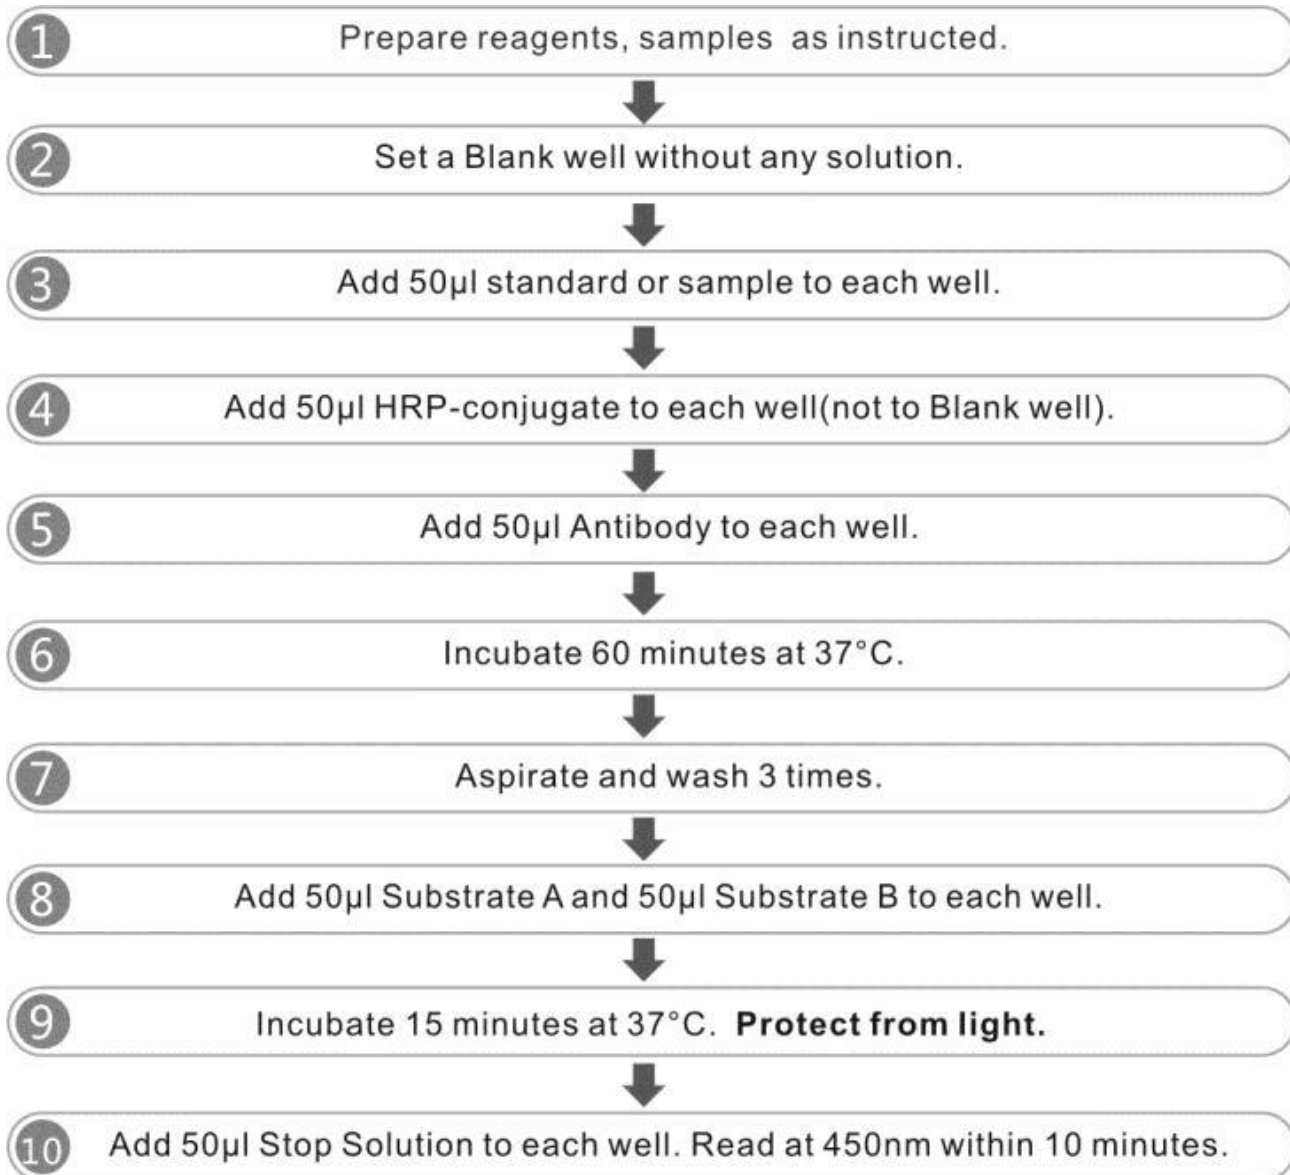 1 Prepare reagents, samples as instructed.
2 Set a Blank well without any solution.
3 Add 50µl standard or sample to each well.
4 Add 50µl HRP-conjugate to each well(not to Blank well).
5 Add 50µl Antibody to each well.
6 Incubate 60 minutes at 37°C.
7 Aspirate and wash 3 times.
8 Add 50µl Substrate A and 50µl Substrate B to each well.
9 Incubate 15 minutes at 37°C. Protect from light.
10 Add 50µl Stop Solution to each well. Read at 450nm within 10 minutes.